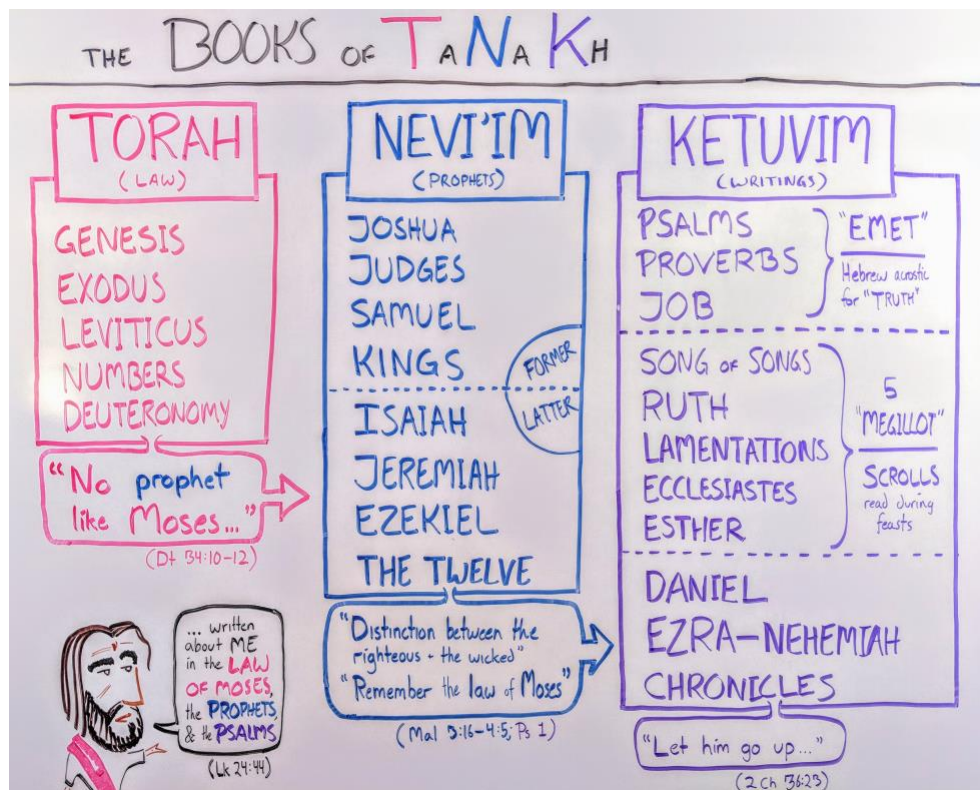 THE BOOKS OF TANAKH
TORAH
(LAW)
GENESIS
EXODUS
LEVITICUS
NUMBERS
DEUTERONOMY
"No prophet
like Moses..."
(Dt 34:10-12)
... written
about ME
in the LAW
OF MOSES,
the PROPHETS,
& the PSALMS
(Lk 24:44)
NEVI'IM
(PROPHETS)
JOSHUA
JUDGES
SAMUEL
KINGS
FORMER
LATTER
ISAIAH
JEREMIAH
EZEKIEL
THE TWELVE
"Distinction between the
righteous + the wicked"
"Remember the law of Moses"
(Mal 3:16-4:5; Ps 1)
KETUVIM
(WRITINGS)
PSALMS
PROVERBS
JOB
"EMET"
Hebrew acrostic
for "TRUTH"
SONG OF SONGS
RUTH
LAMENTATIONS
ECCLESIASTES
ESTHER
5
"MEGILLOT"
SCROLLS
read during
feasts
DANIEL
EZRA-NEHEMIAH
CHRONICLES
"Let him go up..."
(2 Ch 36:23)